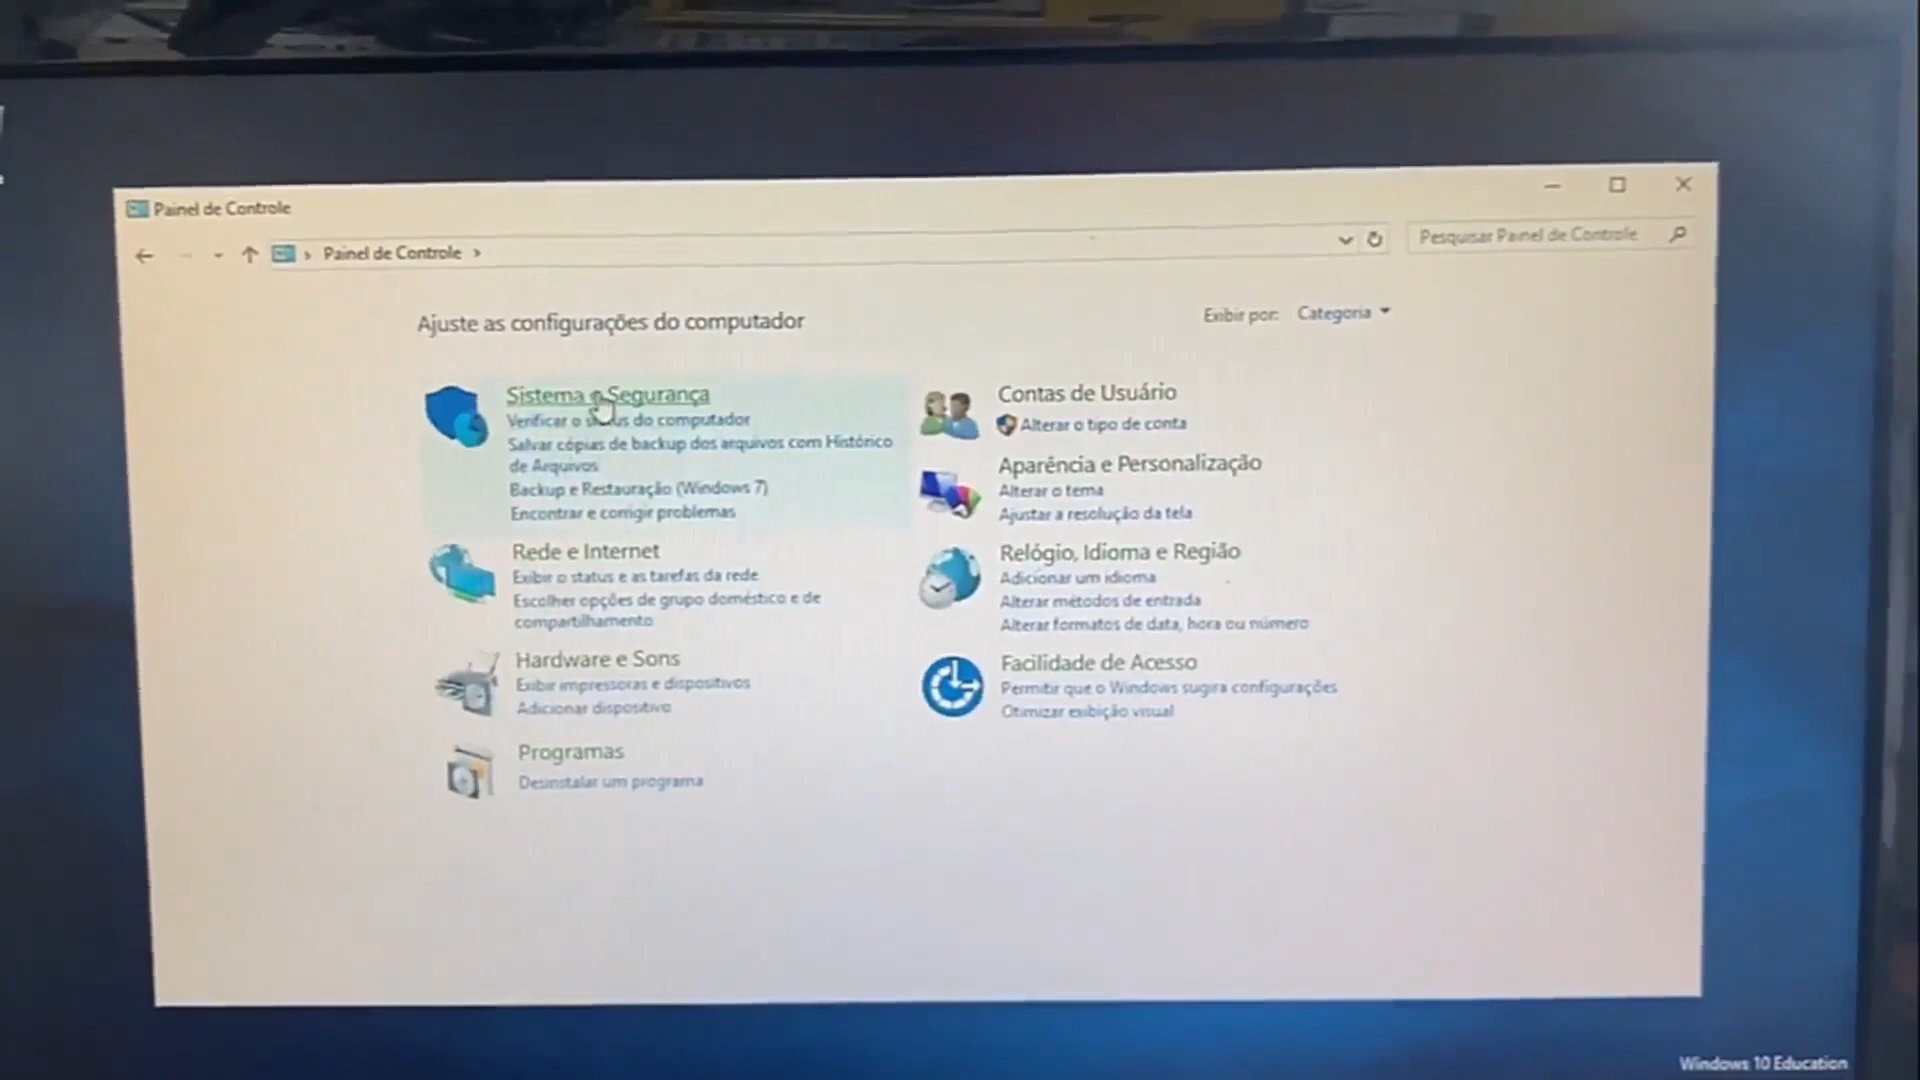 Painel de Controle
Painel de Controle
Pesquisar Painel de Controle
Ajuste as configurações do computador
Exibir por: Categoria
Sistema e Segurança
Verificar o status do computador
Salvar cópias de backup dos arquivos com Histórico
de Arquivos
Backup e Restauração (Windows 7)
Encontrar e corrigir problemas
Rede e Internet
Exibir o status e as tarefas da rede
Escolher opções de grupo doméstico e de
compartilhamento
Hardware e Sons
Exibir impressoras e dispositivos
Adicionar dispositivo
Programas
Desinstalar um programa
Contas de Usuário
Alterar o tipo de conta
Aparência e Personalização
Alterar o tema
Ajustar a resolução da tela
Relógio, Idioma e Região
Adicionar um idioma
Alterar métodos de entrada
Alterar formatos de data, hora ou número
Facilidade de Acesso
Permitir que o Windows sugira configurações
Otimizar exibição visual
Windows 10 Education